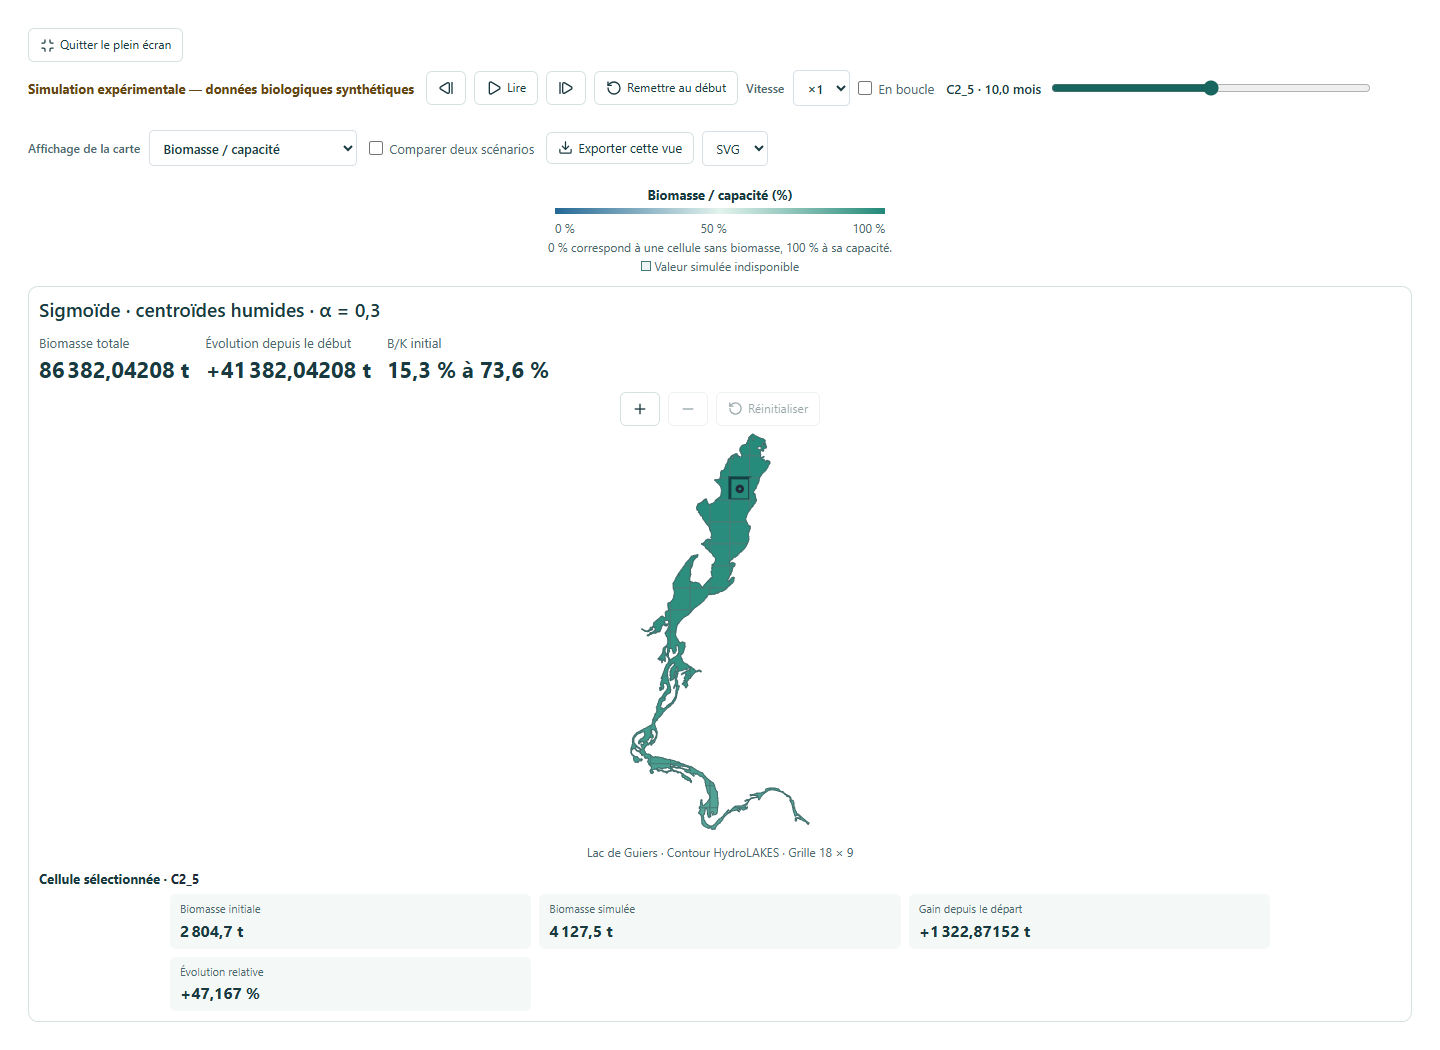 Quitter le plein écran
Simulation expérimentale — données biologiques synthétiques Lire Remettre au début Vitesse ×1 En boucle C2_5 · 10,0 mois
Affichage de la carte Biomasse / capacité Comparer deux scénarios Exporter cette vue SVG
Biomasse / capacité (%)
0 % 50 % 100 %
0 % correspond à une cellule sans biomasse, 100 % à sa capacité.
Valeur simulée indisponible
Sigmoïde · centroïdes humides · α = 0,3
Biomasse totale Évolution depuis le début B/K initial
86 382,04208 t +41 382,04208 t 15,3 % à 73,6 %
Réinitialiser
Lac de Guiers · Contour HydroLAKES · Grille 18 × 9
Cellule sélectionnée · C2_5
Biomasse initiale Biomasse simulée Gain depuis le départ
2 804,7 t 4 127,5 t +1 322,87152 t
Évolution relative
+47,167 %